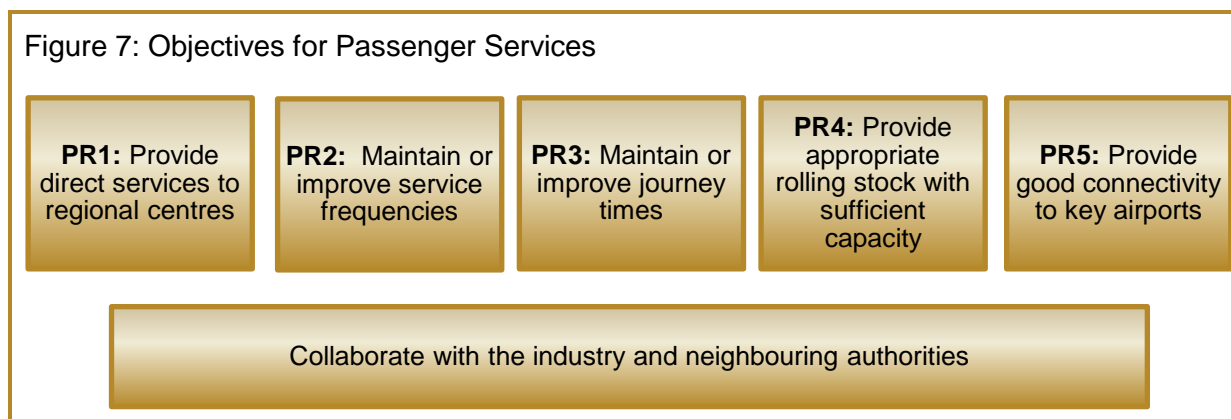 Figure 7: Objectives for Passenger Services
PR1: Provide
direct services to
regional centres
PR2: Maintain or
improve service
frequencies
PR3: Maintain or
improve journey
times
PR4: Provide
appropriate
rolling stock with
sufficient
capacity
PR5: Provide
good connectivity
to key airports
Collaborate with the industry and neighbouring authorities